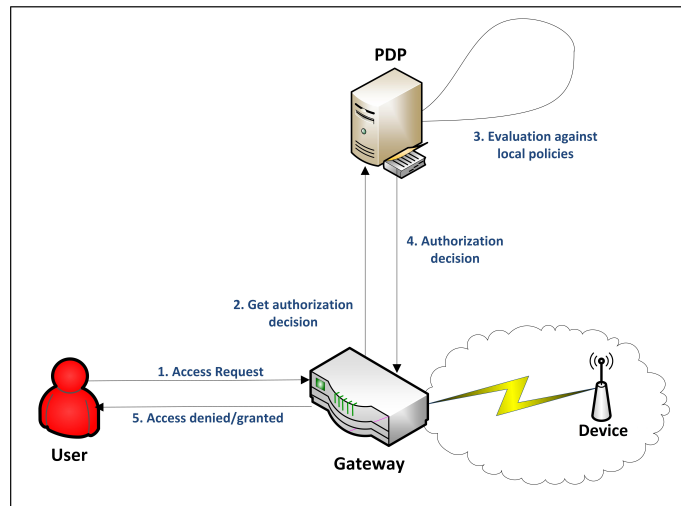 PDP
3. Evaluation against
local policies
4. Authorization
decision
2. Get authorization
decision
1. Access Request
5. Access denied/granted
User
Gateway
Device